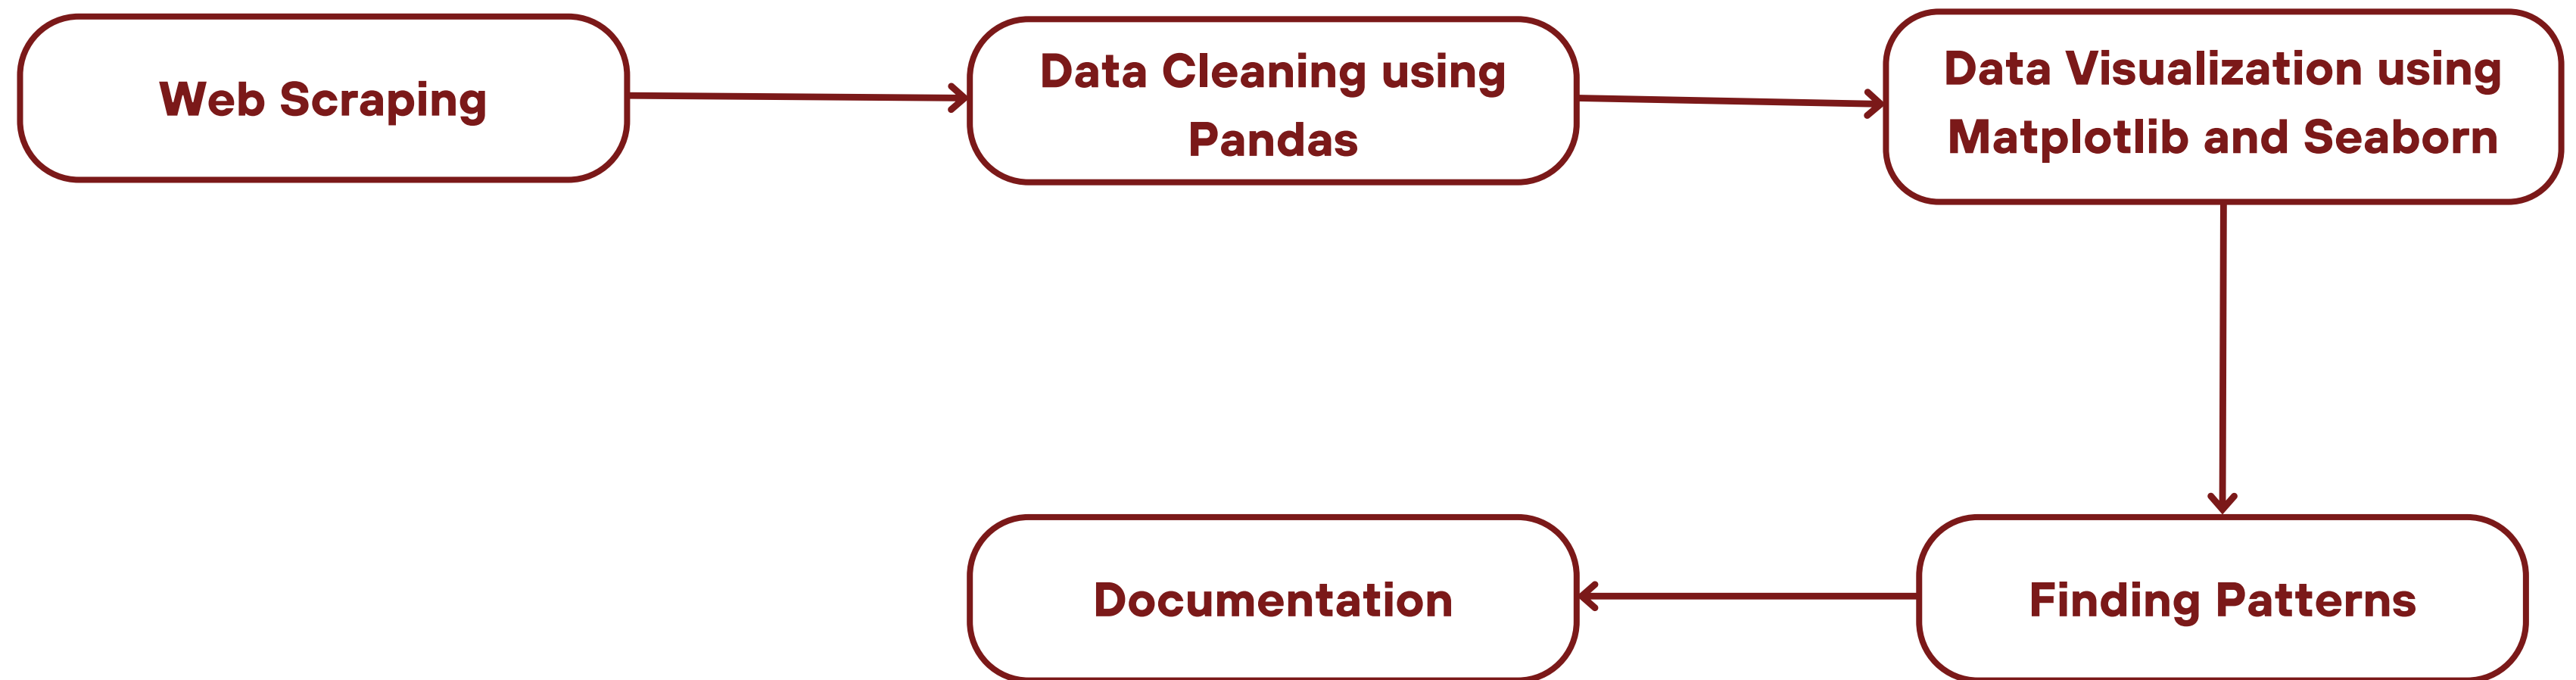 Web Scraping
Data Cleaning using
Pandas
Data Visualization using
Matplotlib and Seaborn
Finding Patterns
Documentation